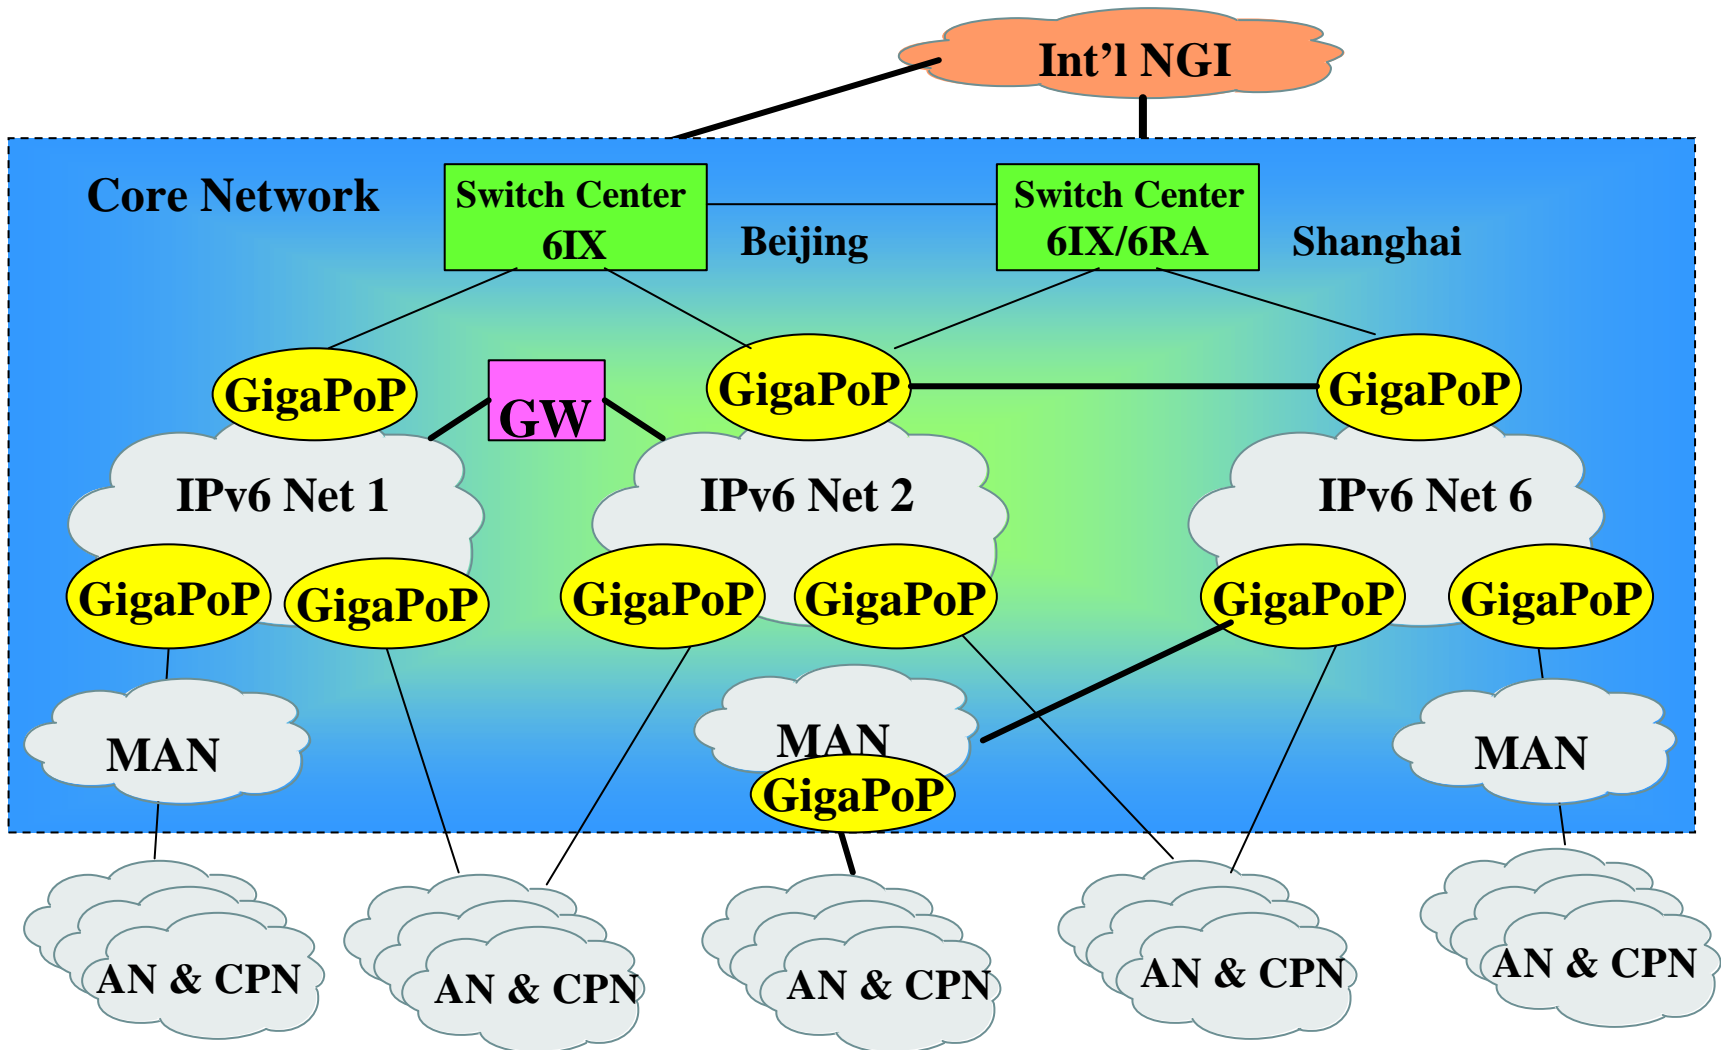 Int’l NGI
Core Network
Switch Center
6IX
Beijing
Switch Center
6IX/6RA
Shanghai
GigaPoP
GW
GigaPoP
GigaPoP
IPv6 Net 1
IPv6 Net 2
IPv6 Net 6
GigaPoP
GigaPoP
GigaPoP
GigaPoP
GigaPoP
GigaPoP
MAN
MAN
GigaPoP
MAN
AN & CPN
AN & CPN
AN & CPN
AN & CPN
AN & CPN